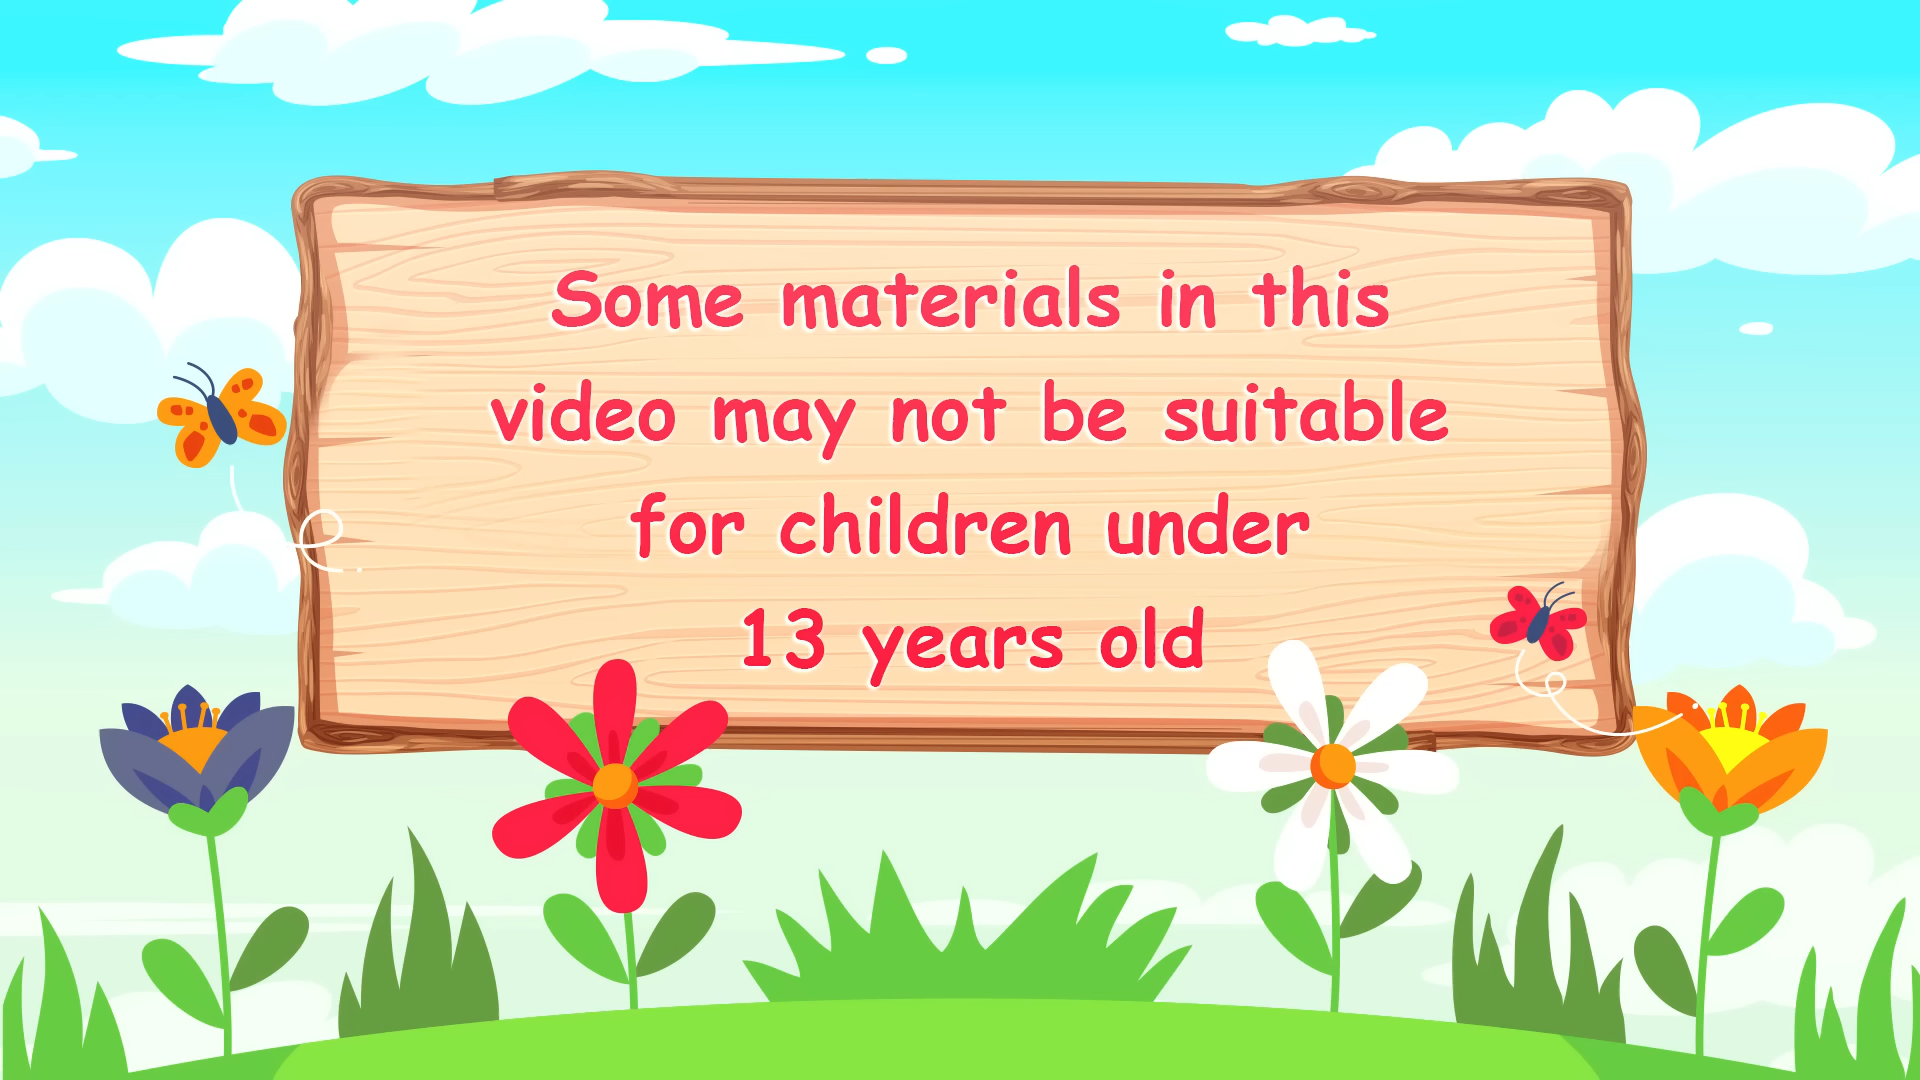 Some materials in this
video may not be suitable
for children under
13 years old